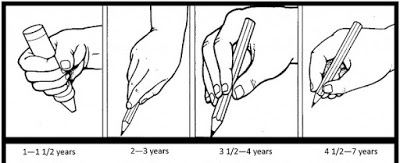 1—1 1/2 years
2—3 years
3 1/2—4 years
4 1/2—7 years